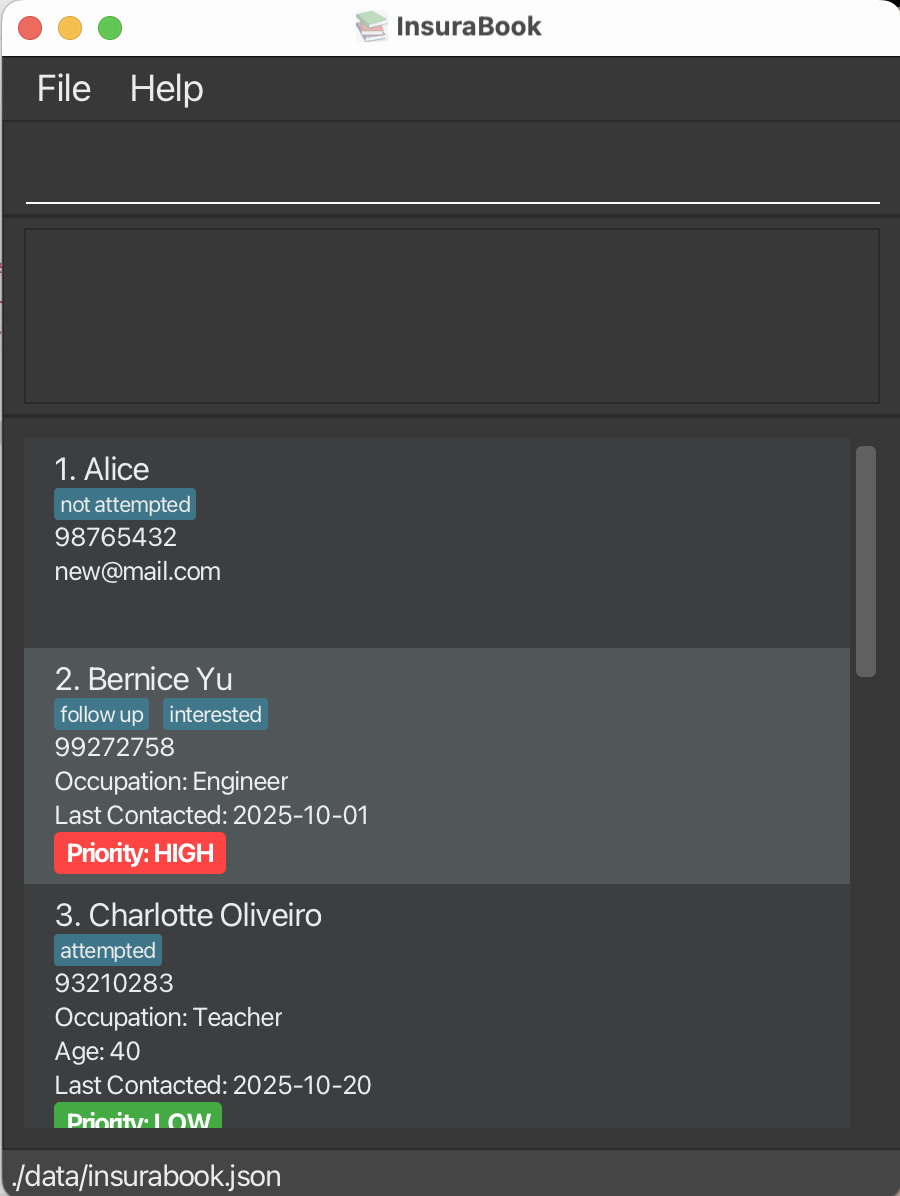 InsuraBook
File Help
1. Alice
not attempted
98765432
new@mail.com
2. Bernice Yu
follow up interested
99272758
Occupation: Engineer
Last Contacted: 2025-10-01
Priority: HIGH
3. Charlotte Oliveiro
attempted
93210283
Occupation: Teacher
Age: 40
Last Contacted: 2025-10-20
Priority: LOW
./data/insurabook.json